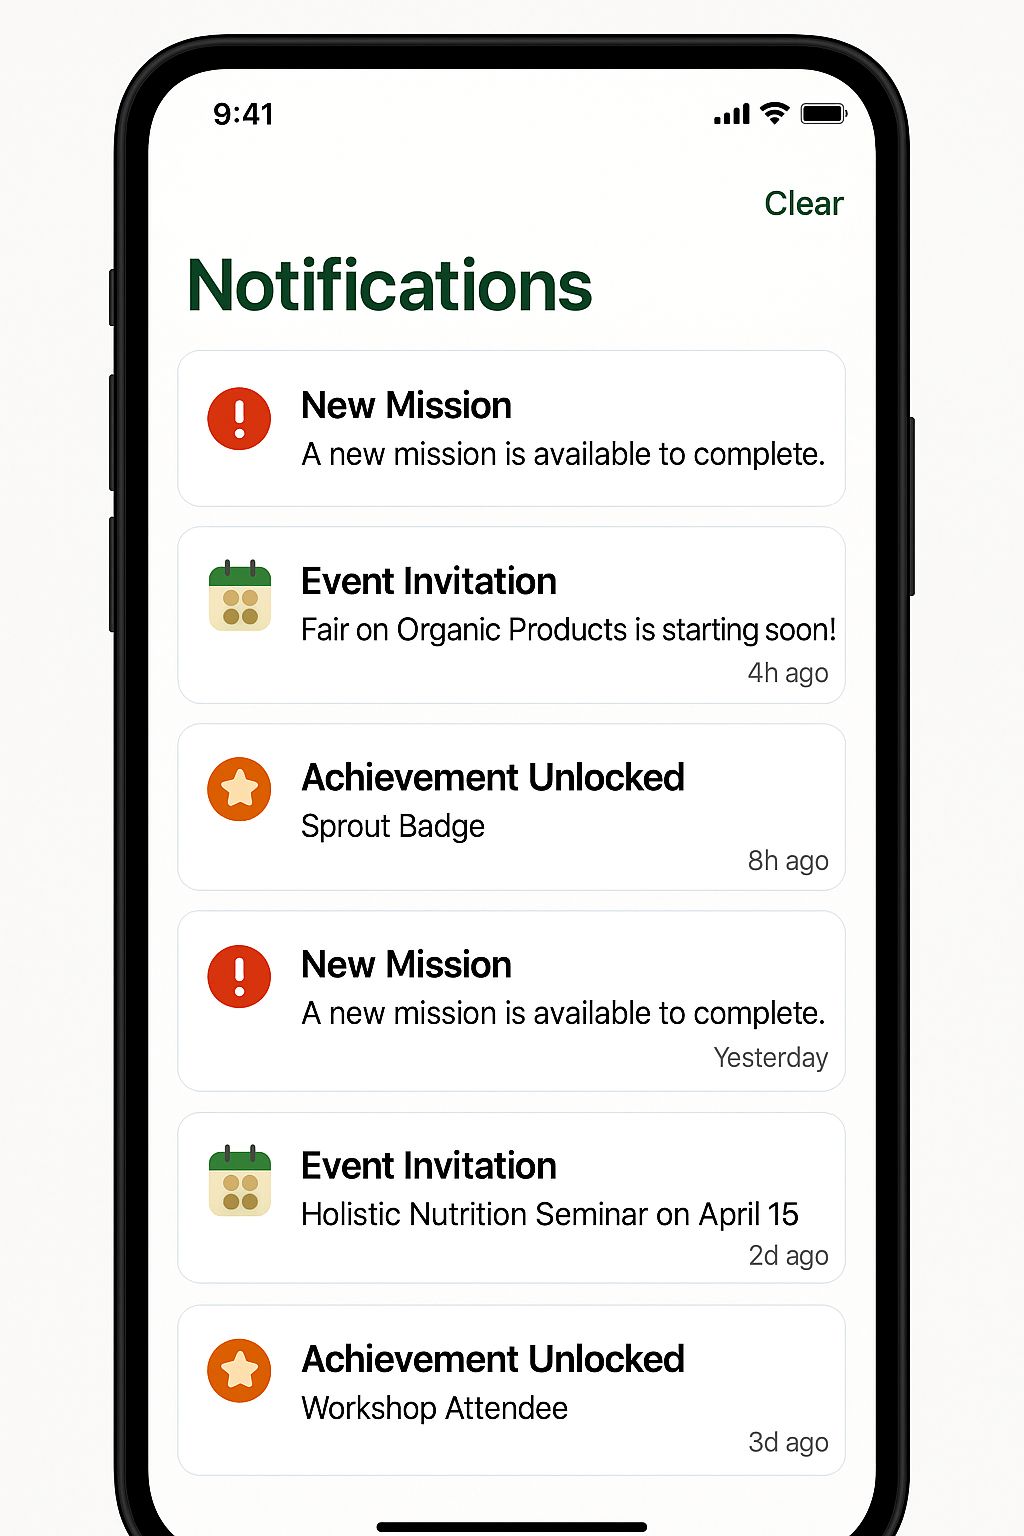 9:41
Clear
Notifications
New Mission
A new mission is available to complete.
Event Invitation
Fair on Organic Products is starting soon!
4h ago
Achievement Unlocked
Sprout Badge
8h ago
New Mission
A new mission is available to complete.
Yesterday
Event Invitation
Holistic Nutrition Seminar on April 15
2d ago
Achievement Unlocked
Workshop Attendee
3d ago